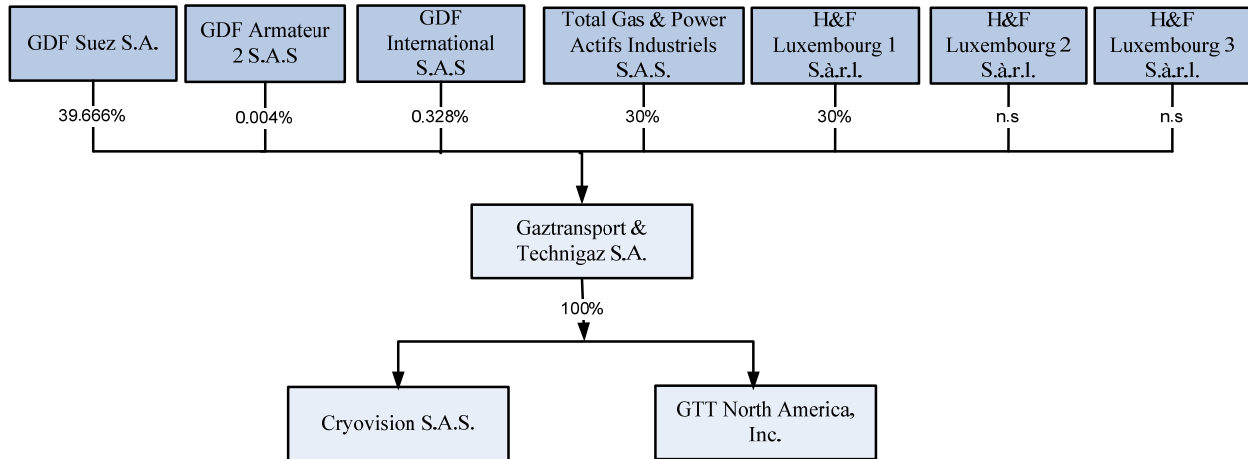 GDF Suez S.A.
GDF Armateur
2 S.A.S
GDF
International
S.A.S
Total Gas & Power
Actifs Industriels
S.A.S.
H&F
Luxembourg 1
S.à.r.l.
H&F
Luxembourg 2
S.à.r.l.
H&F
Luxembourg 3
S.à.r.l.
39.666%
0.004%
0.328%
30%
30%
n.s
n.s
Gaztransport &
Technigaz S.A.
100%
Cryovision S.A.S.
GTT North America,
Inc.